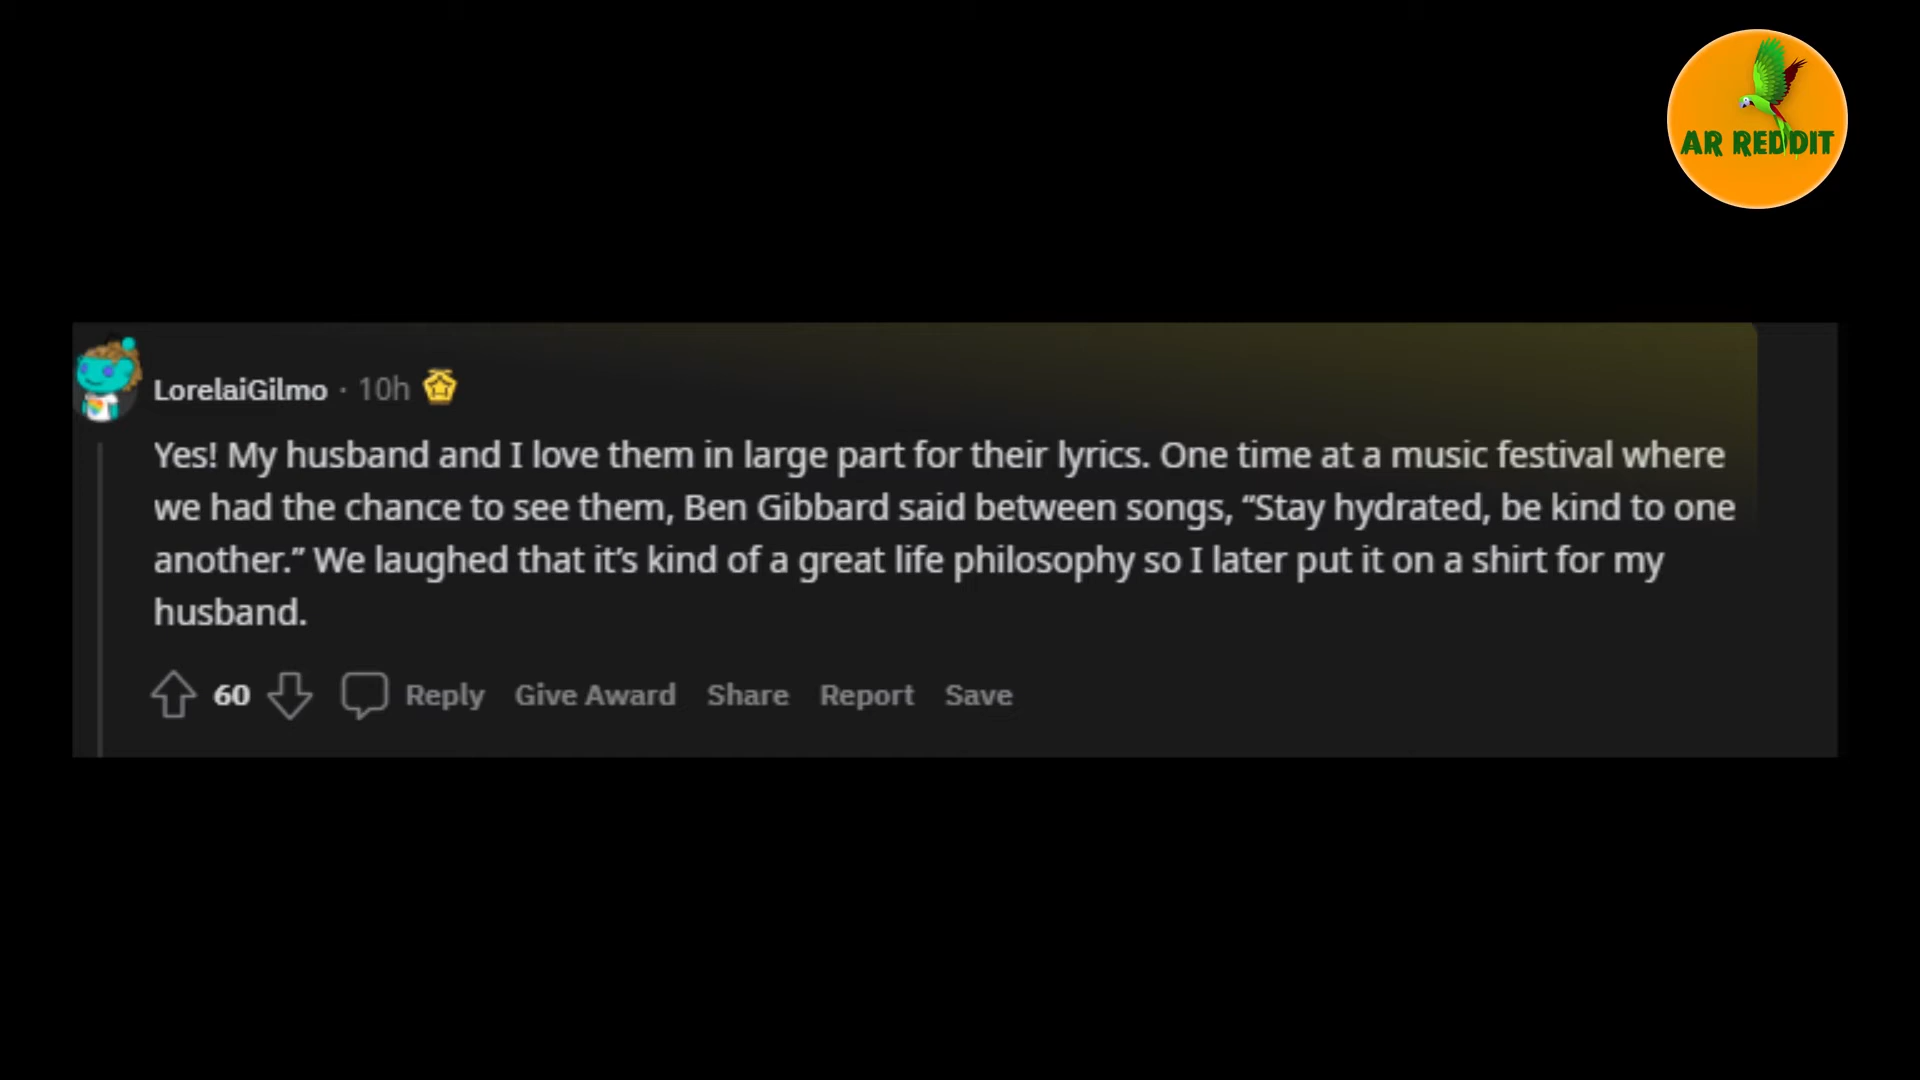 AR REDDIT
LorelaiGilmo · 10h
Yes! My husband and I love them in large part for their lyrics. One time at a music festival where
we had the chance to see them, Ben Gibbard said between songs, “Stay hydrated, be kind to one
another.” We laughed that it’s kind of a great life philosophy so I later put it on a shirt for my
husband.
60 Reply Give Award Share Report Save